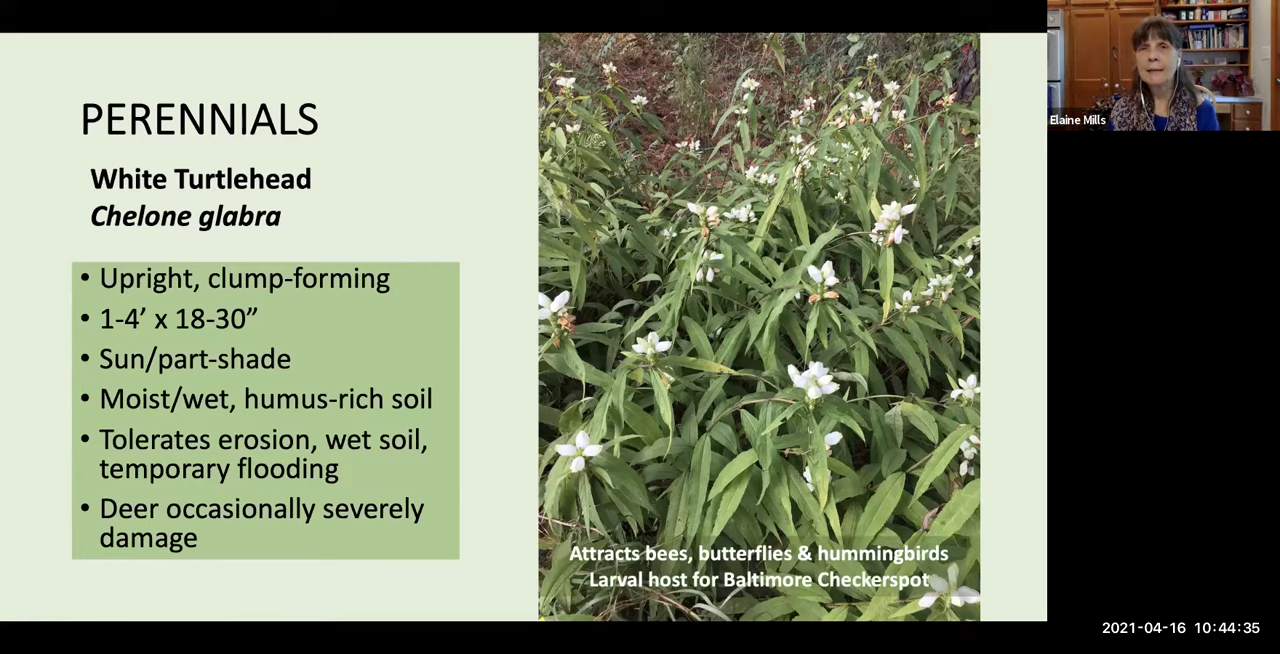 PERENNIALS
White Turtlehead
Chelone glabra
• Upright, clump-forming
• 1-4’ x 18-30”
• Sun/part-shade
• Moist/wet, humus-rich soil
• Tolerates erosion, wet soil,
temporary flooding
• Deer occasionally severely
damage
Attracts bees, butterflies & hummingbirds
Larval host for Baltimore Checkerspot
Elaine Mills
2021-04-16 10:44:35